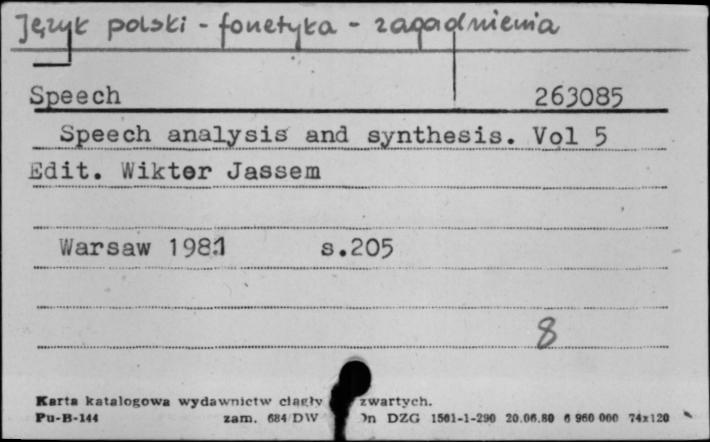 Język polski - fonetyka - zagadnienia
Speech 263085
Speech analysis and synthesis. Vol 5
Edit. Wiktor Jassem
Warsaw 1981 s.205
8
Karta katalogowa wydawnictw ciągły zwartych.
Pu-B-144 zam. 684 DW n DZG 1501-1-290 20.06.80 6 960 000 74x120